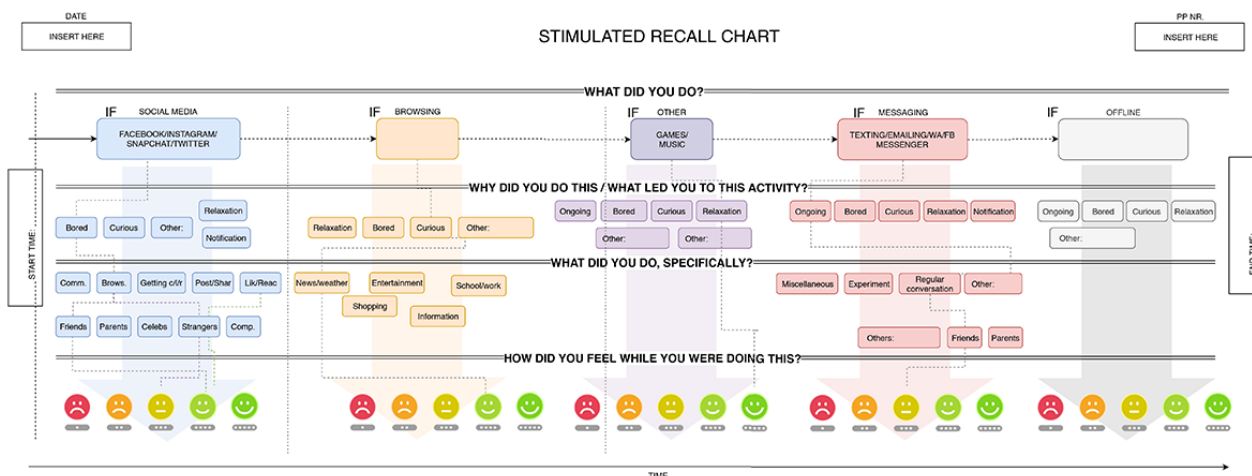 DATE
INSERT HERE
STIMULATED RECALL CHART
PP NR.
INSERT HERE
WHAT DID YOU DO?
IF SOCIAL MEDIA
IF BROWSING
IF OTHER
IF MESSAGING
IF OFFLINE
FACEBOOK/INSTAGRAM/
SNAPCHAT/TWITTER
GAMES/
MUSIC
TEXTING/EMAILING/WA/FB
MESSENGER
START TIME:
END TIME:
WHY DID YOU DO THIS / WHAT LED YOU TO THIS ACTIVITY?
Bored Curious Other: Relaxation Notification
Relaxation Bored Curious Other:
Ongoing Bored Curious Relaxation
Other: Other:
Ongoing Bored Curious Relaxation Notification
Ongoing Bored Curious Relaxation
Other:
WHAT DID YOU DO, SPECIFICALLY?
Comm. Brows. Getting c/l/r Post/Shar Lik/Reac
Friends Parents Celebs Strangers Comp.
News/weather Entertainment School/work
Shopping Information
Miscellaneous Experiment Regular
conversation Other:
Others: Friends Parents
HOW DID YOU FEEL WHILE YOU WERE DOING THIS?
TIME